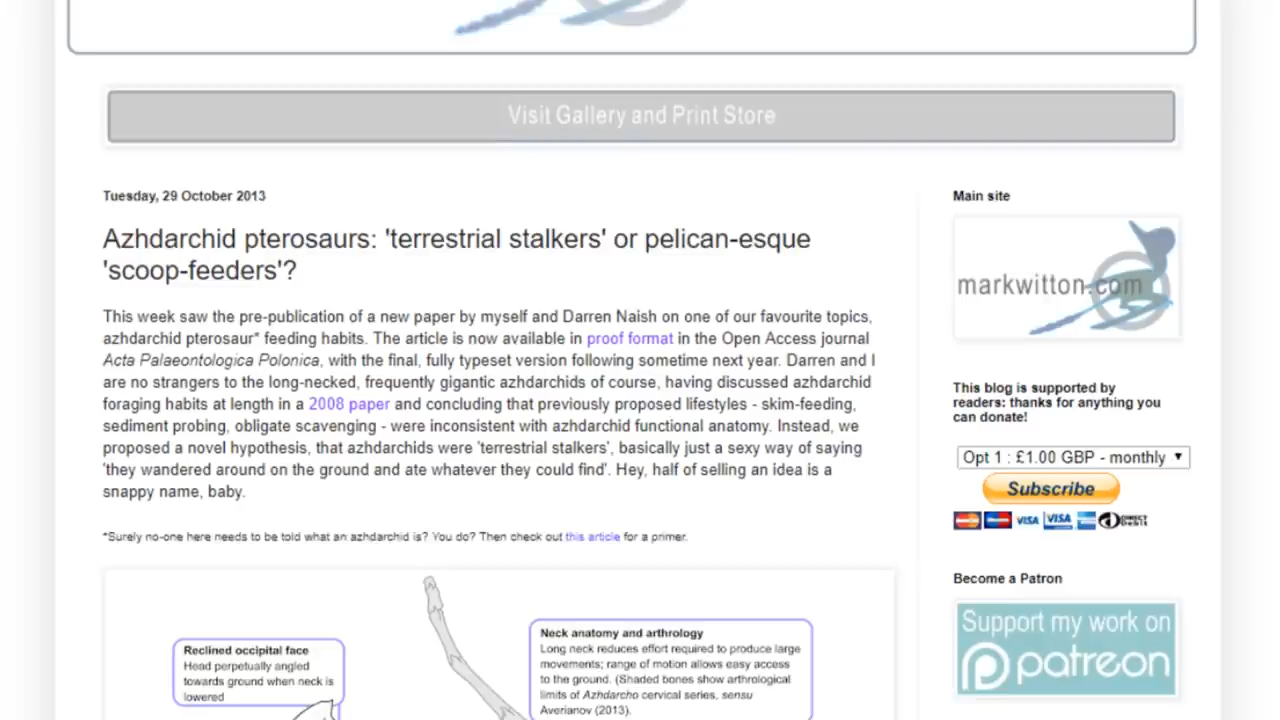 Visit Gallery and Print Store
Tuesday, 29 October 2013
Azhdarchid pterosaurs: 'terrestrial stalkers' or pelican-esque
'scoop-feeders'?
This week saw the pre-publication of a new paper by myself and Darren Naish on one of our favourite topics,
azhdarchid pterosaur* feeding habits. The article is now available in proof format in the Open Access journal
Acta Palaeontologica Polonica, with the final, fully typeset version following sometime next year. Darren and I
are no strangers to the long-necked, frequently gigantic azhdarchids of course, having discussed azhdarchid
foraging habits at length in a 2008 paper and concluding that previously proposed lifestyles - skim-feeding,
sediment probing, obligate scavenging - were inconsistent with azhdarchid functional anatomy. Instead, we
proposed a novel hypothesis, that azhdarchids were 'terrestrial stalkers', basically just a sexy way of saying
'they wandered around on the ground and ate whatever they could find'. Hey, half of selling an idea is a
snappy name, baby.
*Surely no-one here needs to be told what an azhdarchid is? You do? Then check out this article for a primer.
Reclined occipital face
Head perpetually angled
towards ground when neck is
lowered
Neck anatomy and arthrology
Long neck reduces effort required to produce large
movements; range of motion allows easy access
to the ground. (Shaded bones show arthrological
limits of Azhdarcho cervical series, sensu
Averianov (2013).
Main site
markwitton.com
This blog is supported by
readers: thanks for anything you
can donate!
Opt 1 : £1.00 GBP - monthly
Subscribe
VISA VISA DIRECT Debit
Become a Patron
Support my work on
patreon